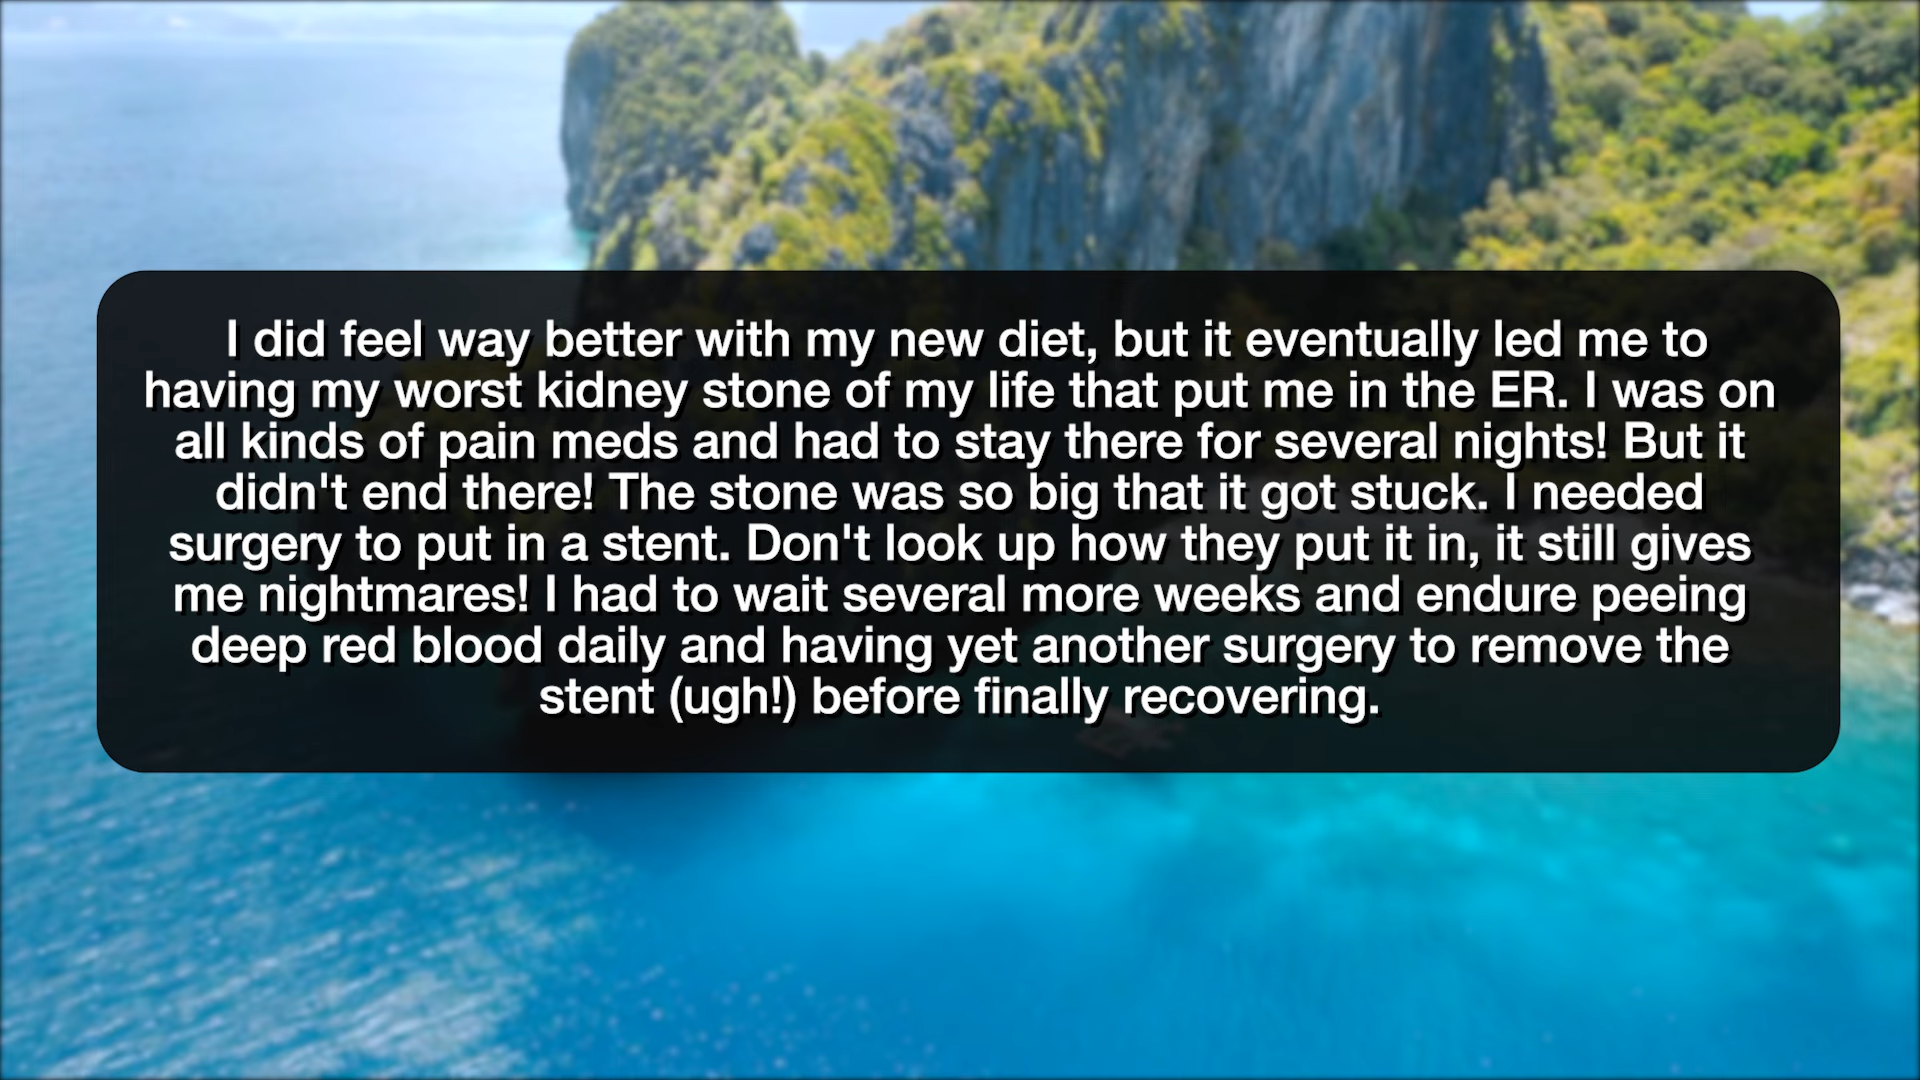 I did feel way better with my new diet, but it eventually led me to
having my worst kidney stone of my life that put me in the ER. I was on
all kinds of pain meds and had to stay there for several nights! But it
didn't end there! The stone was so big that it got stuck. I needed
surgery to put in a stent. Don't look up how they put it in, it still gives
me nightmares! I had to wait several more weeks and endure peeing
deep red blood daily and having yet another surgery to remove the
stent (ugh!) before finally recovering.